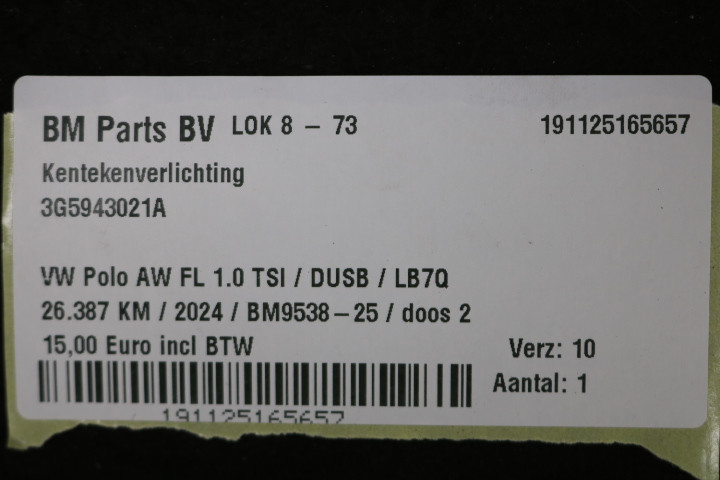 BM Parts BV LOK 8 – 73 191125165657
Kentekenverlichting
3G5943021A
VW Polo AW FL 1.0 TSI / DUSB / LB7Q
26.387 KM / 2024 / BM9538–25 / doos 2
15,00 Euro incl BTW Verz: 10
Aantal: 1
191125165657